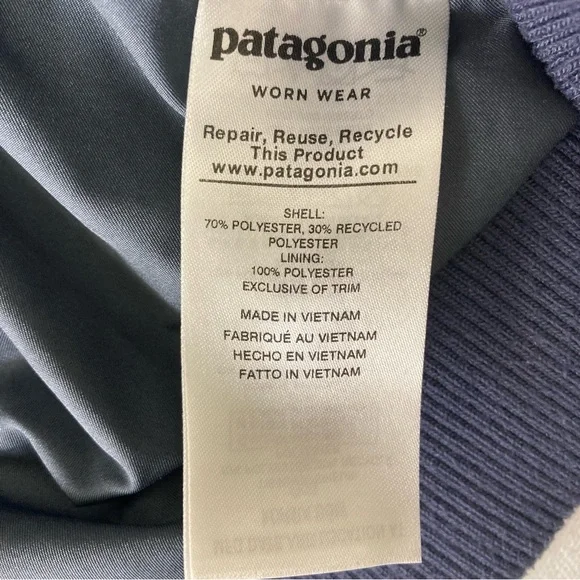 patagonia®
WORN WEAR
Repair, Reuse, Recycle
This Product
www.patagonia.com
SHELL:
70% POLYESTER, 30% RECYCLED
POLYESTER
LINING:
100% POLYESTER
EXCLUSIVE OF TRIM
MADE IN VIETNAM
FABRIQUÉ AU VIETNAM
HECHO EN VIETNAM
FATTO IN VIETNAM